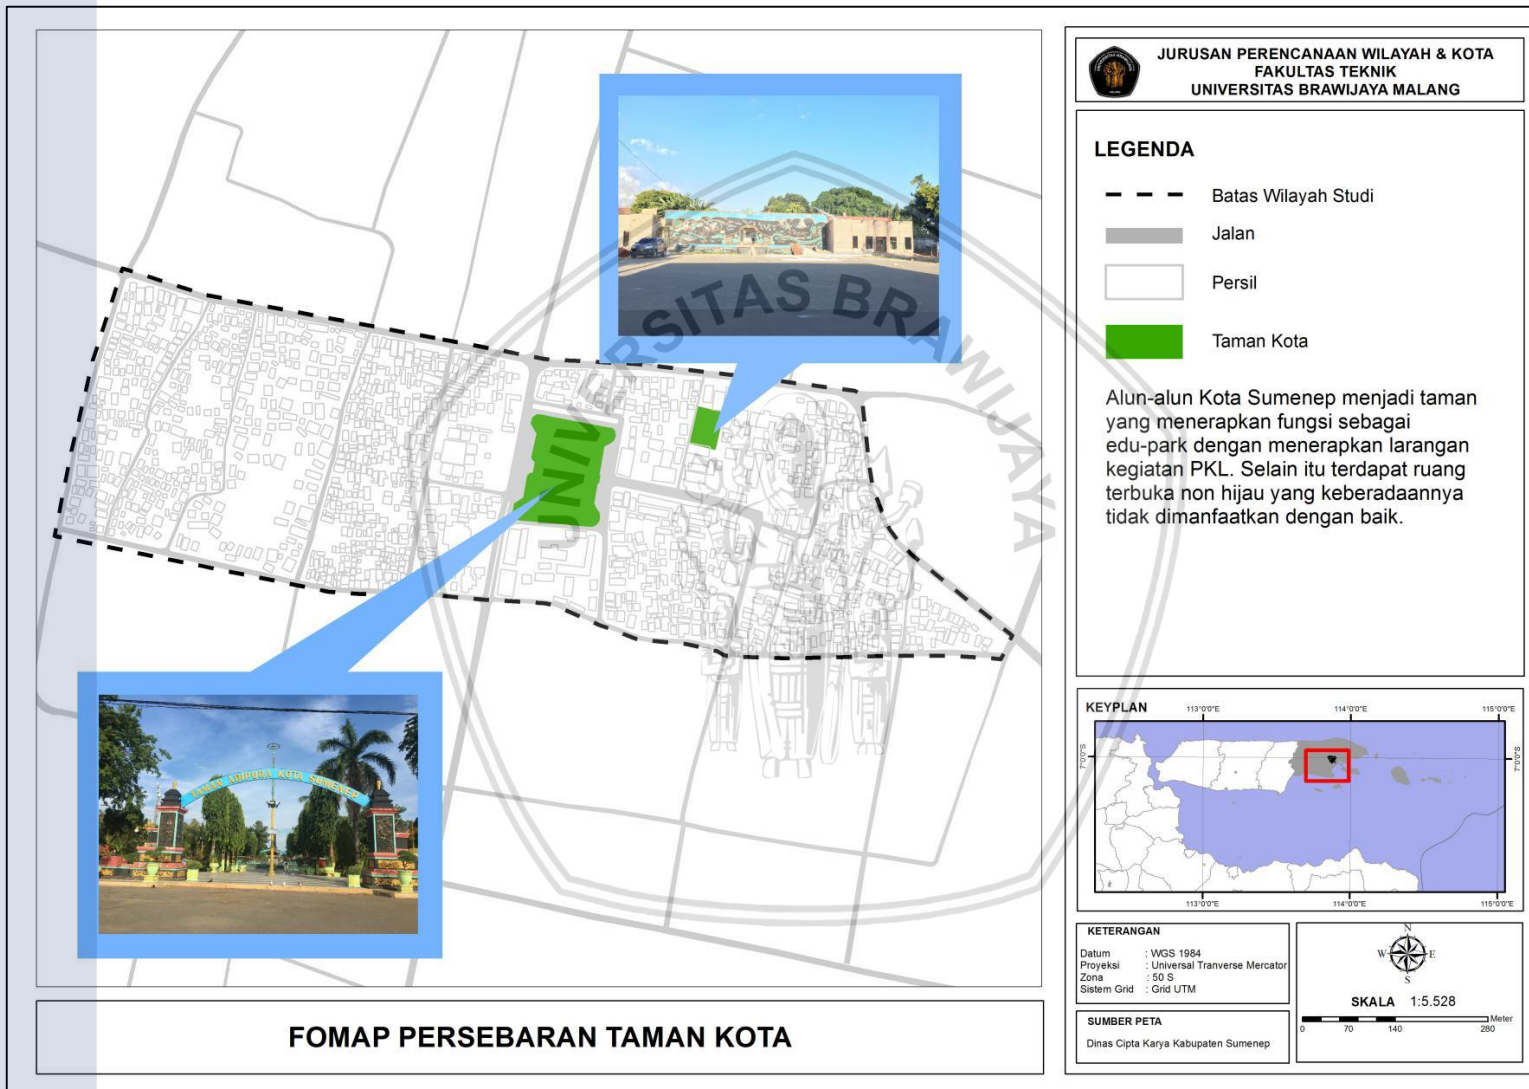 JURUSAN PERENCANAAN WILAYAH & KOTA
FAKULTAS TEKNIK
UNIVERSITAS BRAWIJAYA MALANG
LEGENDA
Batas Wilayah Studi
Jalan
Persil
Taman Kota
Alun-alun Kota Sumenep menjadi taman
yang menerapkan fungsi sebagai
edu-park dengan menerapkan larangan
kegiatan PKL. Selain itu terdapat ruang
terbuka non hijau yang keberadaannya
tidak dimanfaatkan dengan baik.
UNIVERSITAS BRAWIJAYA
TAMAN ADIPURA KOTA SUMENEP
KEYPLAN
113°0'0"E 114°0'0"E 115°0'0"E
7°0'0"S 7°0'0"S
113°0'0"E 114°0'0"E 115°0'0"E
KETERANGAN
Datum : WGS 1984
Proyeksi : Universal Tranverse Mercator
Zona : 50 S
Sistem Grid : Grid UTM
N
W E
S
SKALA 1:5.528
Meter
0 70 140 280
SUMBER PETA
Dinas Cipta Karya Kabupaten Sumenep
FOMAP PERSEBARAN TAMAN KOTA